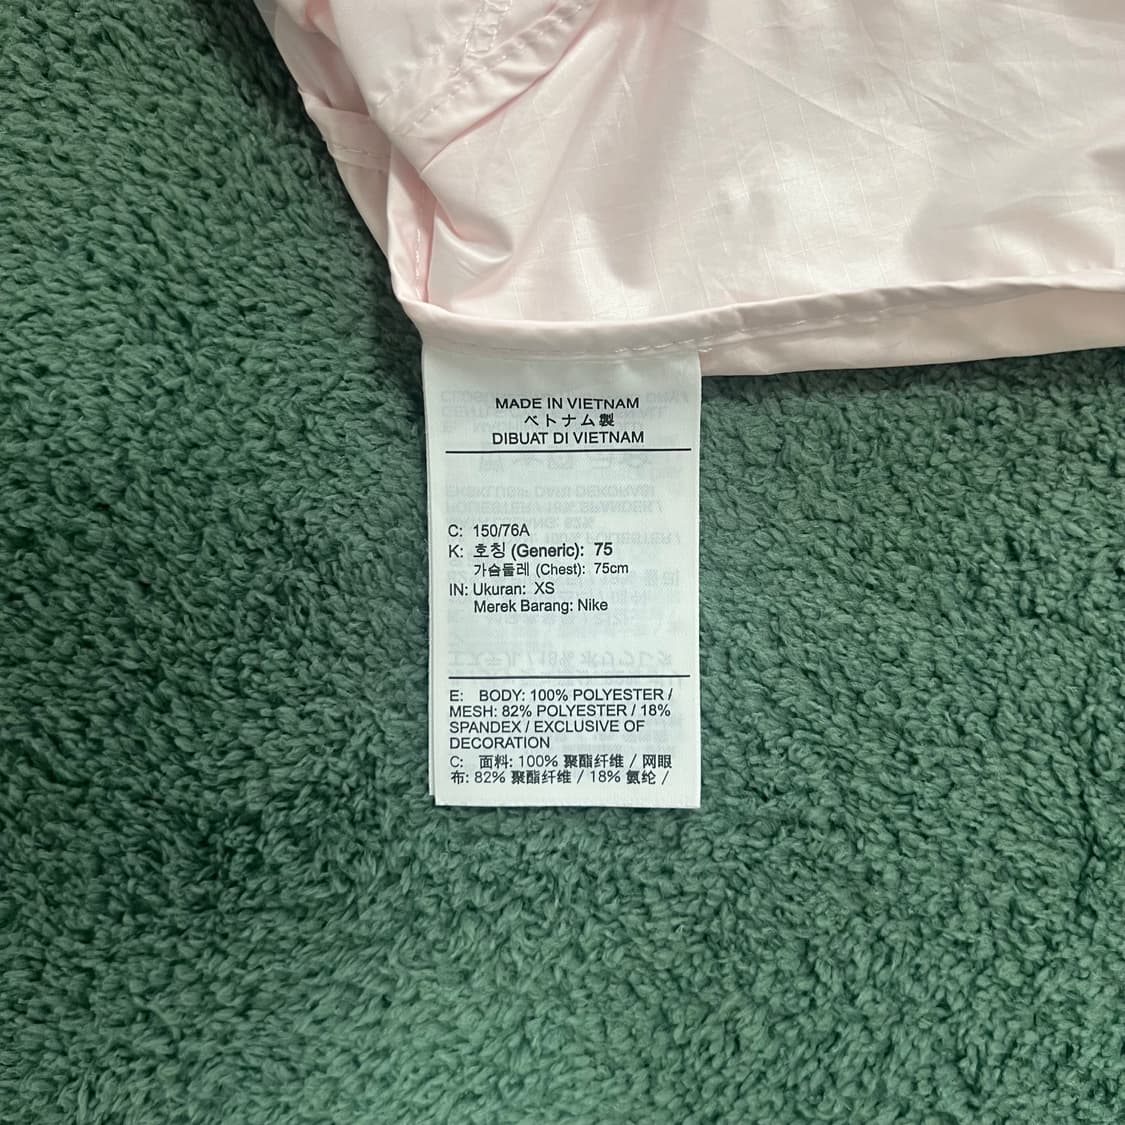 MADE IN VIETNAM
ベトナム製
DIBUAT DI VIETNAM
C: 150/76A
K: 호칭 (Generic): 75
가슴둘레 (Chest): 75cm
IN: Ukuran: XS
Merek Barang: Nike
E: BODY: 100% POLYESTER /
MESH: 82% POLYESTER / 18%
SPANDEX / EXCLUSIVE OF
DECORATION
C: 面料: 100% 聚酯纤维 / 网眼
布: 82% 聚酯纤维 / 18% 氨纶 /